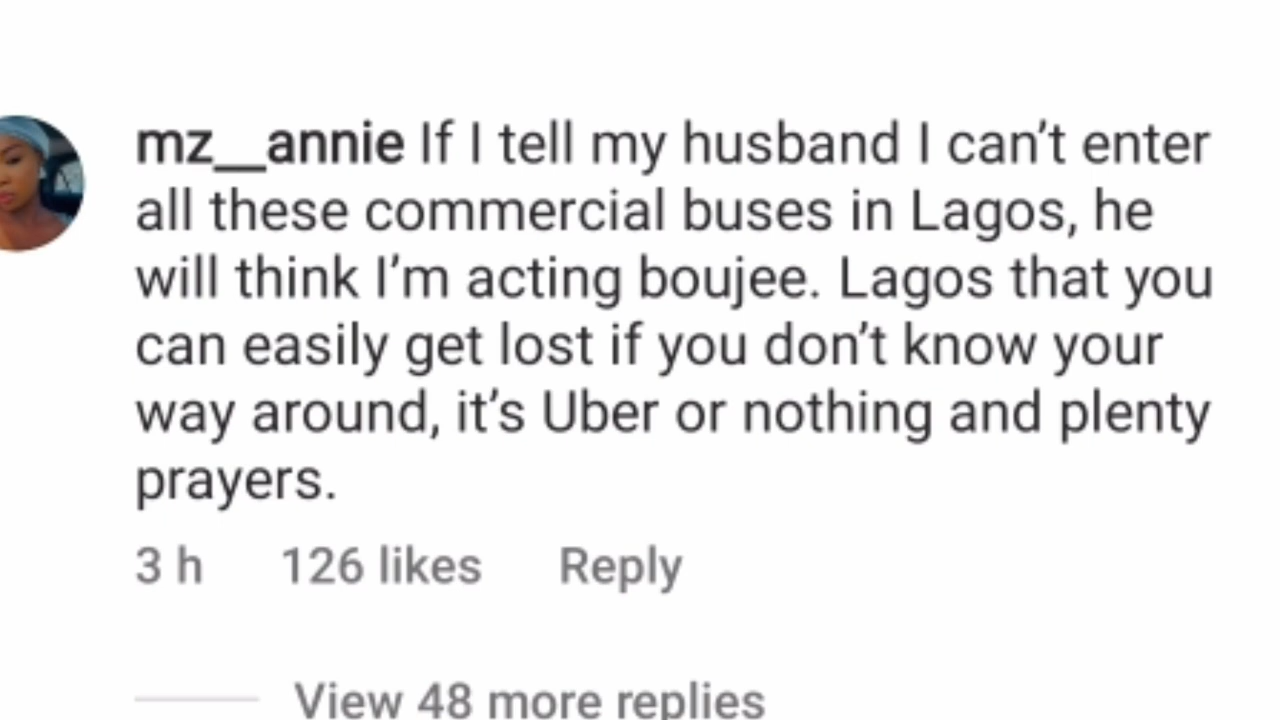 mz__annie If I tell my husband I can't enter
all these commercial buses in Lagos, he
will think I'm acting boujee. Lagos that you
can easily get lost if you don't know your
way around, it's Uber or nothing and plenty
prayers.
3 h 126 likes Reply
View 48 more replies